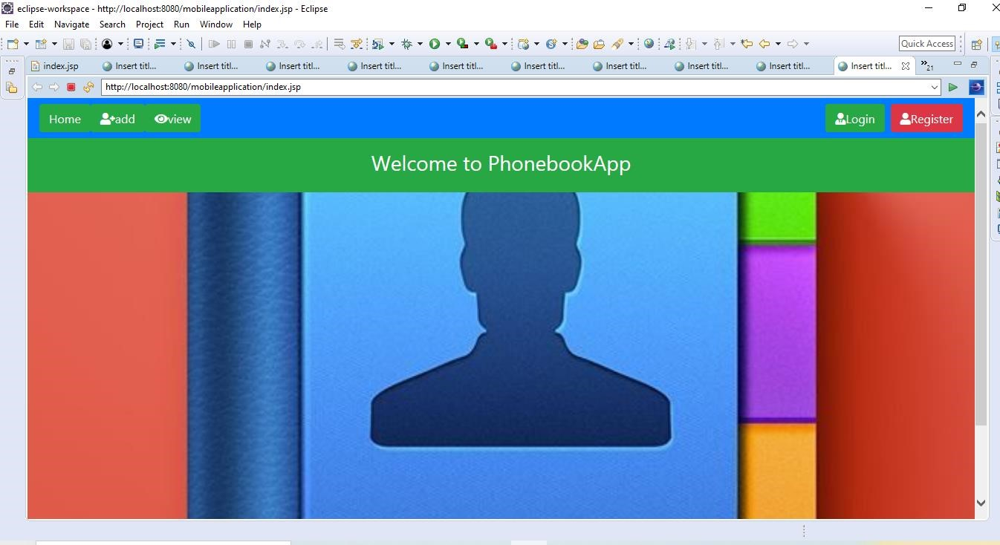 eclipse-workspace - http://localhost:8080/mobileapplication/index.jsp - Eclipse
File Edit Navigate Search Project Run Window Help
Quick Access
index.jsp Insert titl... Insert titl... Insert titl... Insert titl... Insert titl... Insert titl... Insert titl... Insert titl... Insert titl... Insert titl... 21
http://localhost:8080/mobileapplication/index.jsp
Home add view Login Register
Welcome to PhonebookApp